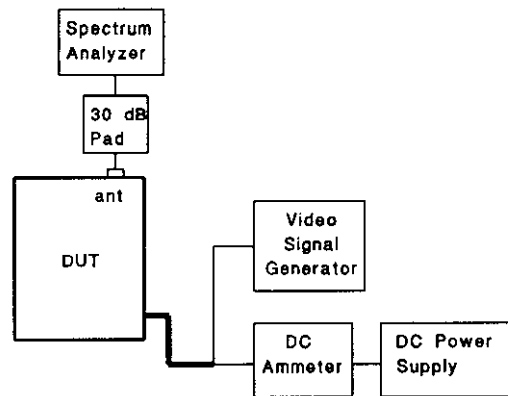 Spectrum
Analyzer
30 dB
Pad
ant
DUT
Video
Signal
Generator
DC
Ammeter
DC Power
Supply